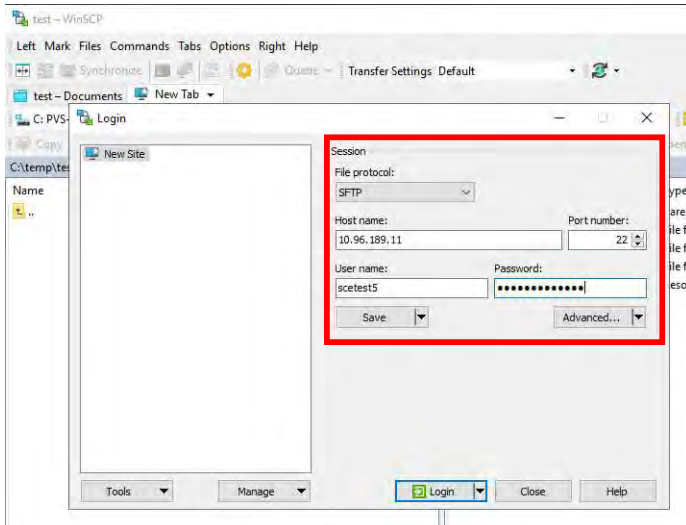 test – WinSCP
Left Mark Files Commands Tabs Options Right Help
Synchronize Queue Transfer Settings Default
test – Documents New Tab
C: PVS- Login
Copy New Site Session
File protocol:
C:\temp\tes SFTP
Name Host name: Port number:
.. 10.96.189.11 22
User name: Password:
scetest5 •••••••••••••
Save Advanced...
Tools Manage Login Close Help